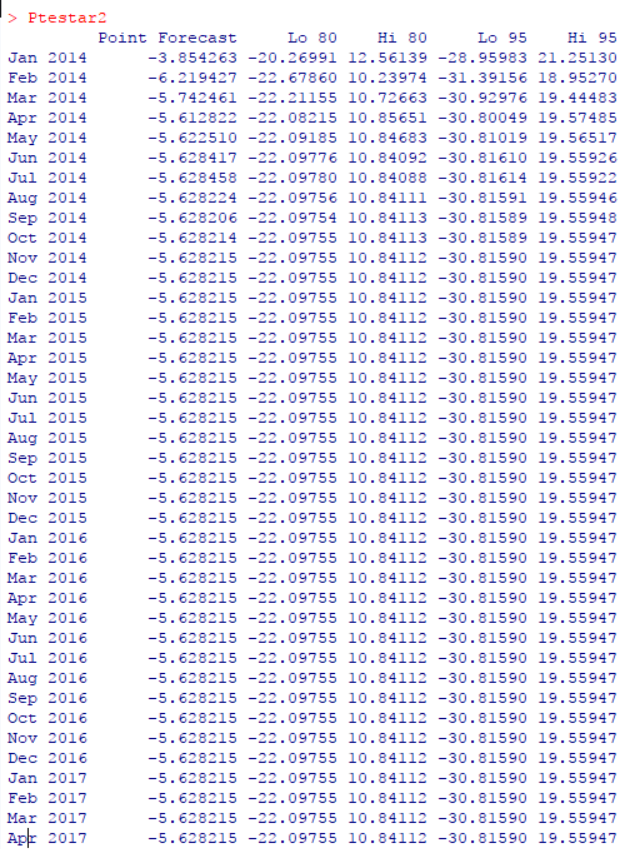 > Ptestar2
         Point Forecast     Lo 80    Hi 80     Lo 95    Hi 95
Jan 2014      -3.854263 -20.26991 12.56139 -28.95983 21.25130
Feb 2014      -6.219427 -22.67860 10.23974 -31.39156 18.95270
Mar 2014      -5.742461 -22.21155 10.72663 -30.92976 19.44483
Apr 2014      -5.612822 -22.08215 10.85651 -30.80049 19.57485
May 2014      -5.622510 -22.09185 10.84683 -30.81019 19.56517
Jun 2014      -5.628417 -22.09776 10.84092 -30.81610 19.55926
Jul 2014      -5.628458 -22.09780 10.84088 -30.81614 19.55922
Aug 2014      -5.628224 -22.09756 10.84111 -30.81591 19.55946
Sep 2014      -5.628206 -22.09754 10.84113 -30.81589 19.55948
Oct 2014      -5.628214 -22.09755 10.84113 -30.81589 19.55947
Nov 2014      -5.628215 -22.09755 10.84112 -30.81590 19.55947
Dec 2014      -5.628215 -22.09755 10.84112 -30.81590 19.55947
Jan 2015      -5.628215 -22.09755 10.84112 -30.81590 19.55947
Feb 2015      -5.628215 -22.09755 10.84112 -30.81590 19.55947
Mar 2015      -5.628215 -22.09755 10.84112 -30.81590 19.55947
Apr 2015      -5.628215 -22.09755 10.84112 -30.81590 19.55947
May 2015      -5.628215 -22.09755 10.84112 -30.81590 19.55947
Jun 2015      -5.628215 -22.09755 10.84112 -30.81590 19.55947
Jul 2015      -5.628215 -22.09755 10.84112 -30.81590 19.55947
Aug 2015      -5.628215 -22.09755 10.84112 -30.81590 19.55947
Sep 2015      -5.628215 -22.09755 10.84112 -30.81590 19.55947
Oct 2015      -5.628215 -22.09755 10.84112 -30.81590 19.55947
Nov 2015      -5.628215 -22.09755 10.84112 -30.81590 19.55947
Dec 2015      -5.628215 -22.09755 10.84112 -30.81590 19.55947
Jan 2016      -5.628215 -22.09755 10.84112 -30.81590 19.55947
Feb 2016      -5.628215 -22.09755 10.84112 -30.81590 19.55947
Mar 2016      -5.628215 -22.09755 10.84112 -30.81590 19.55947
Apr 2016      -5.628215 -22.09755 10.84112 -30.81590 19.55947
May 2016      -5.628215 -22.09755 10.84112 -30.81590 19.55947
Jun 2016      -5.628215 -22.09755 10.84112 -30.81590 19.55947
Jul 2016      -5.628215 -22.09755 10.84112 -30.81590 19.55947
Aug 2016      -5.628215 -22.09755 10.84112 -30.81590 19.55947
Sep 2016      -5.628215 -22.09755 10.84112 -30.81590 19.55947
Oct 2016      -5.628215 -22.09755 10.84112 -30.81590 19.55947
Nov 2016      -5.628215 -22.09755 10.84112 -30.81590 19.55947
Dec 2016      -5.628215 -22.09755 10.84112 -30.81590 19.55947
Jan 2017      -5.628215 -22.09755 10.84112 -30.81590 19.55947
Feb 2017      -5.628215 -22.09755 10.84112 -30.81590 19.55947
Mar 2017      -5.628215 -22.09755 10.84112 -30.81590 19.55947
Apr 2017      -5.628215 -22.09755 10.84112 -30.81590 19.55947